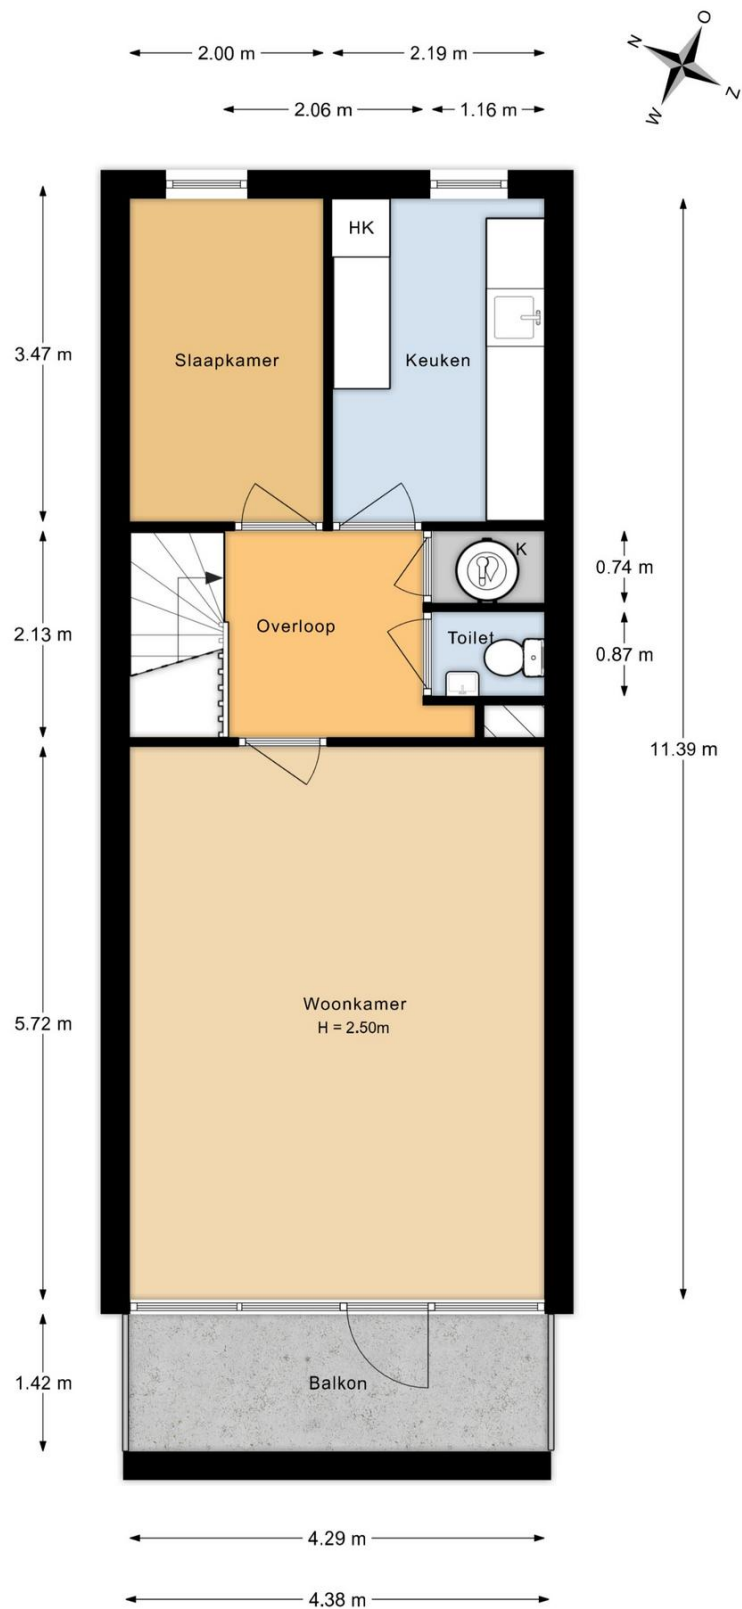 O
N
Z
W
2.00 m
2.19 m
2.06 m
1.16 m
HK
3.47 m
Slaapkamer
Keuken
K
0.74 m
Overloop
2.13 m
Toilet
0.87 m
11.39 m
Woonkamer
H = 2.50m
5.72 m
1.42 m
Balkon
4.29 m
4.38 m